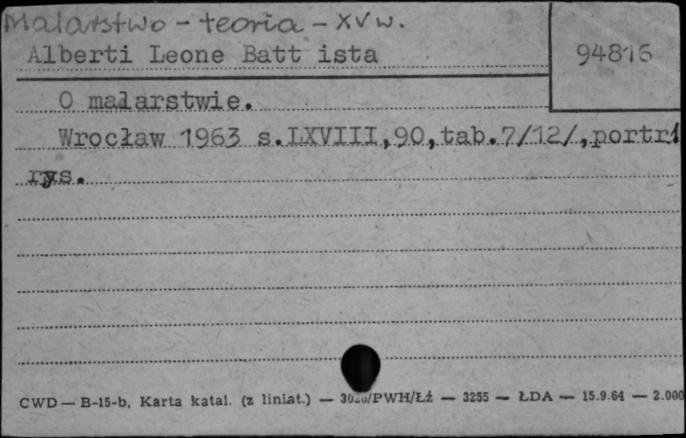 Malarstwo - teoria - XV w.
Alberti Leone Batt ista
94816
O malarstwie.
Wrocław 1963 s.LXVIII,90,tab.7/12/,portr1
rys.
CWD — B-15-b, Karta katal. (z liniat.) — /PWH/Łź — 3255 — ŁDA — 15.9.64 — 2.000